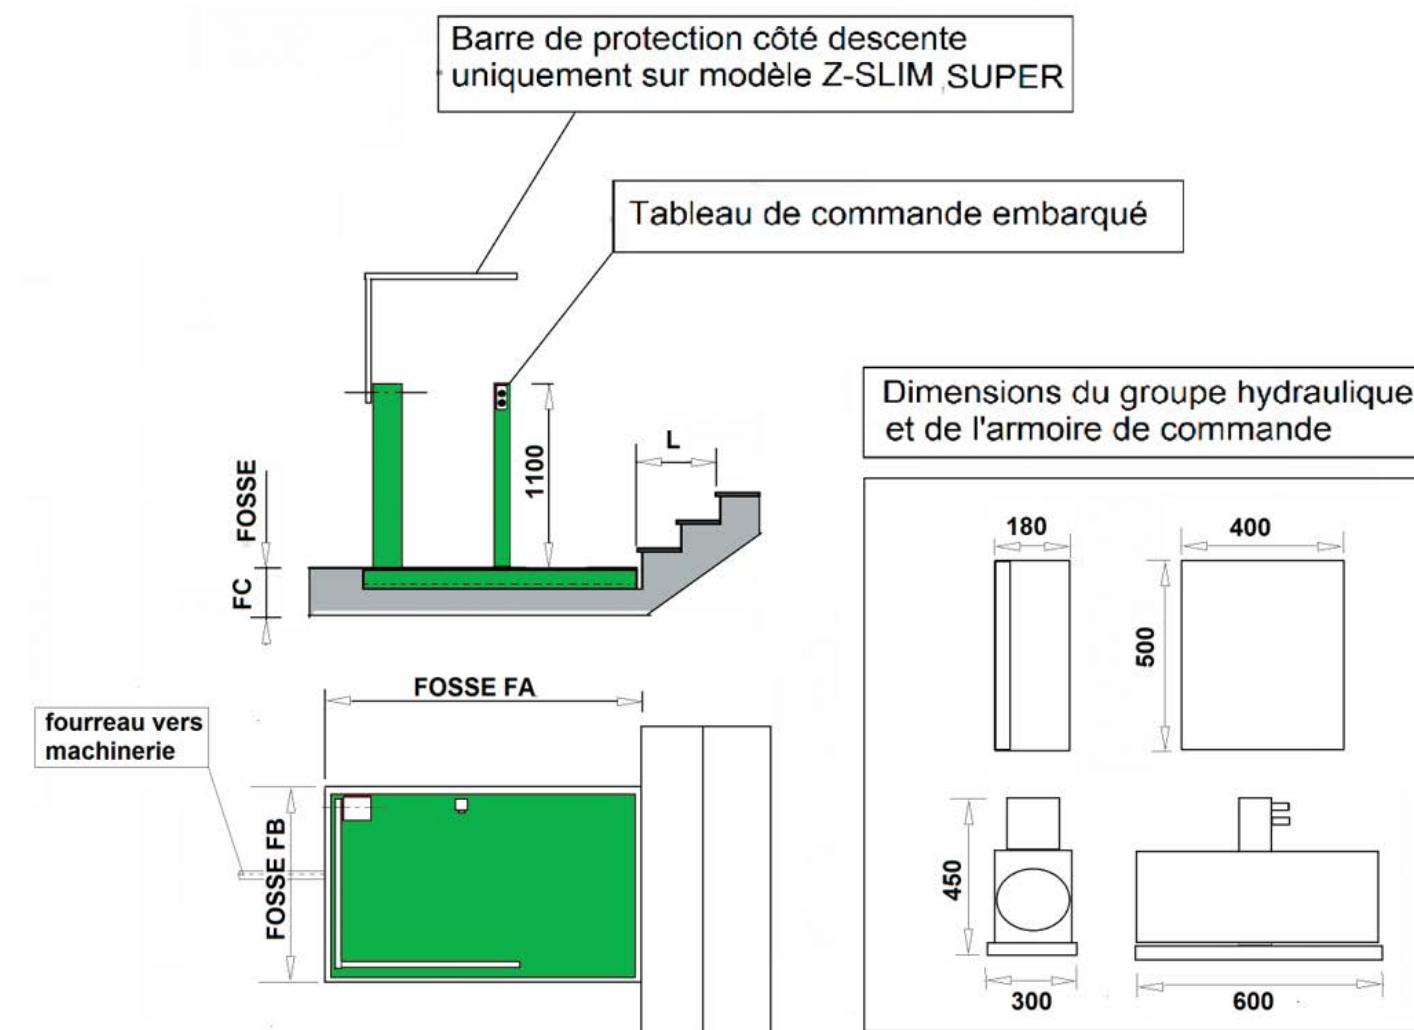 Barre de protection côté descente
uniquement sur modèle Z-SLIM SUPER
Tableau de commande embarqué
Dimensions du groupe hydraulique
et de l'armoire de commande
L
1100
FOSSE
FC
180
400
500
FOSSE FA
fourreau vers
machinerie
FOSSE FB
450
300
600